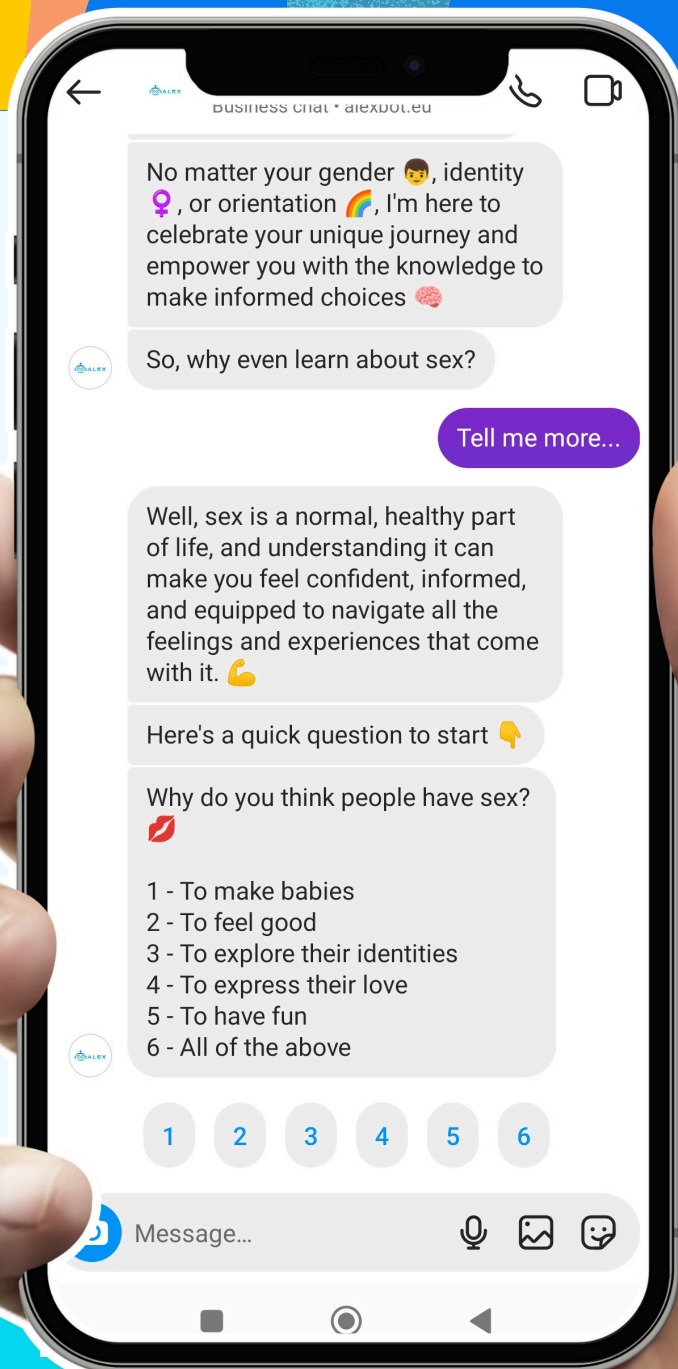 ALEX
Business chat • alexbot.eu
No matter your gender 👦, identity
♀, or orientation 🌈, I'm here to
celebrate your unique journey and
empower you with the knowledge to
make informed choices 🧠
So, why even learn about sex?
ALEX
Tell me more...
Well, sex is a normal, healthy part
of life, and understanding it can
make you feel confident, informed,
and equipped to navigate all the
feelings and experiences that come
with it. 💪
Here's a quick question to start 👇
Why do you think people have sex?
💋
1 - To make babies
2 - To feel good
3 - To explore their identities
4 - To express their love
5 - To have fun
6 - All of the above
ALEX
1 2 3 4 5 6
Message...